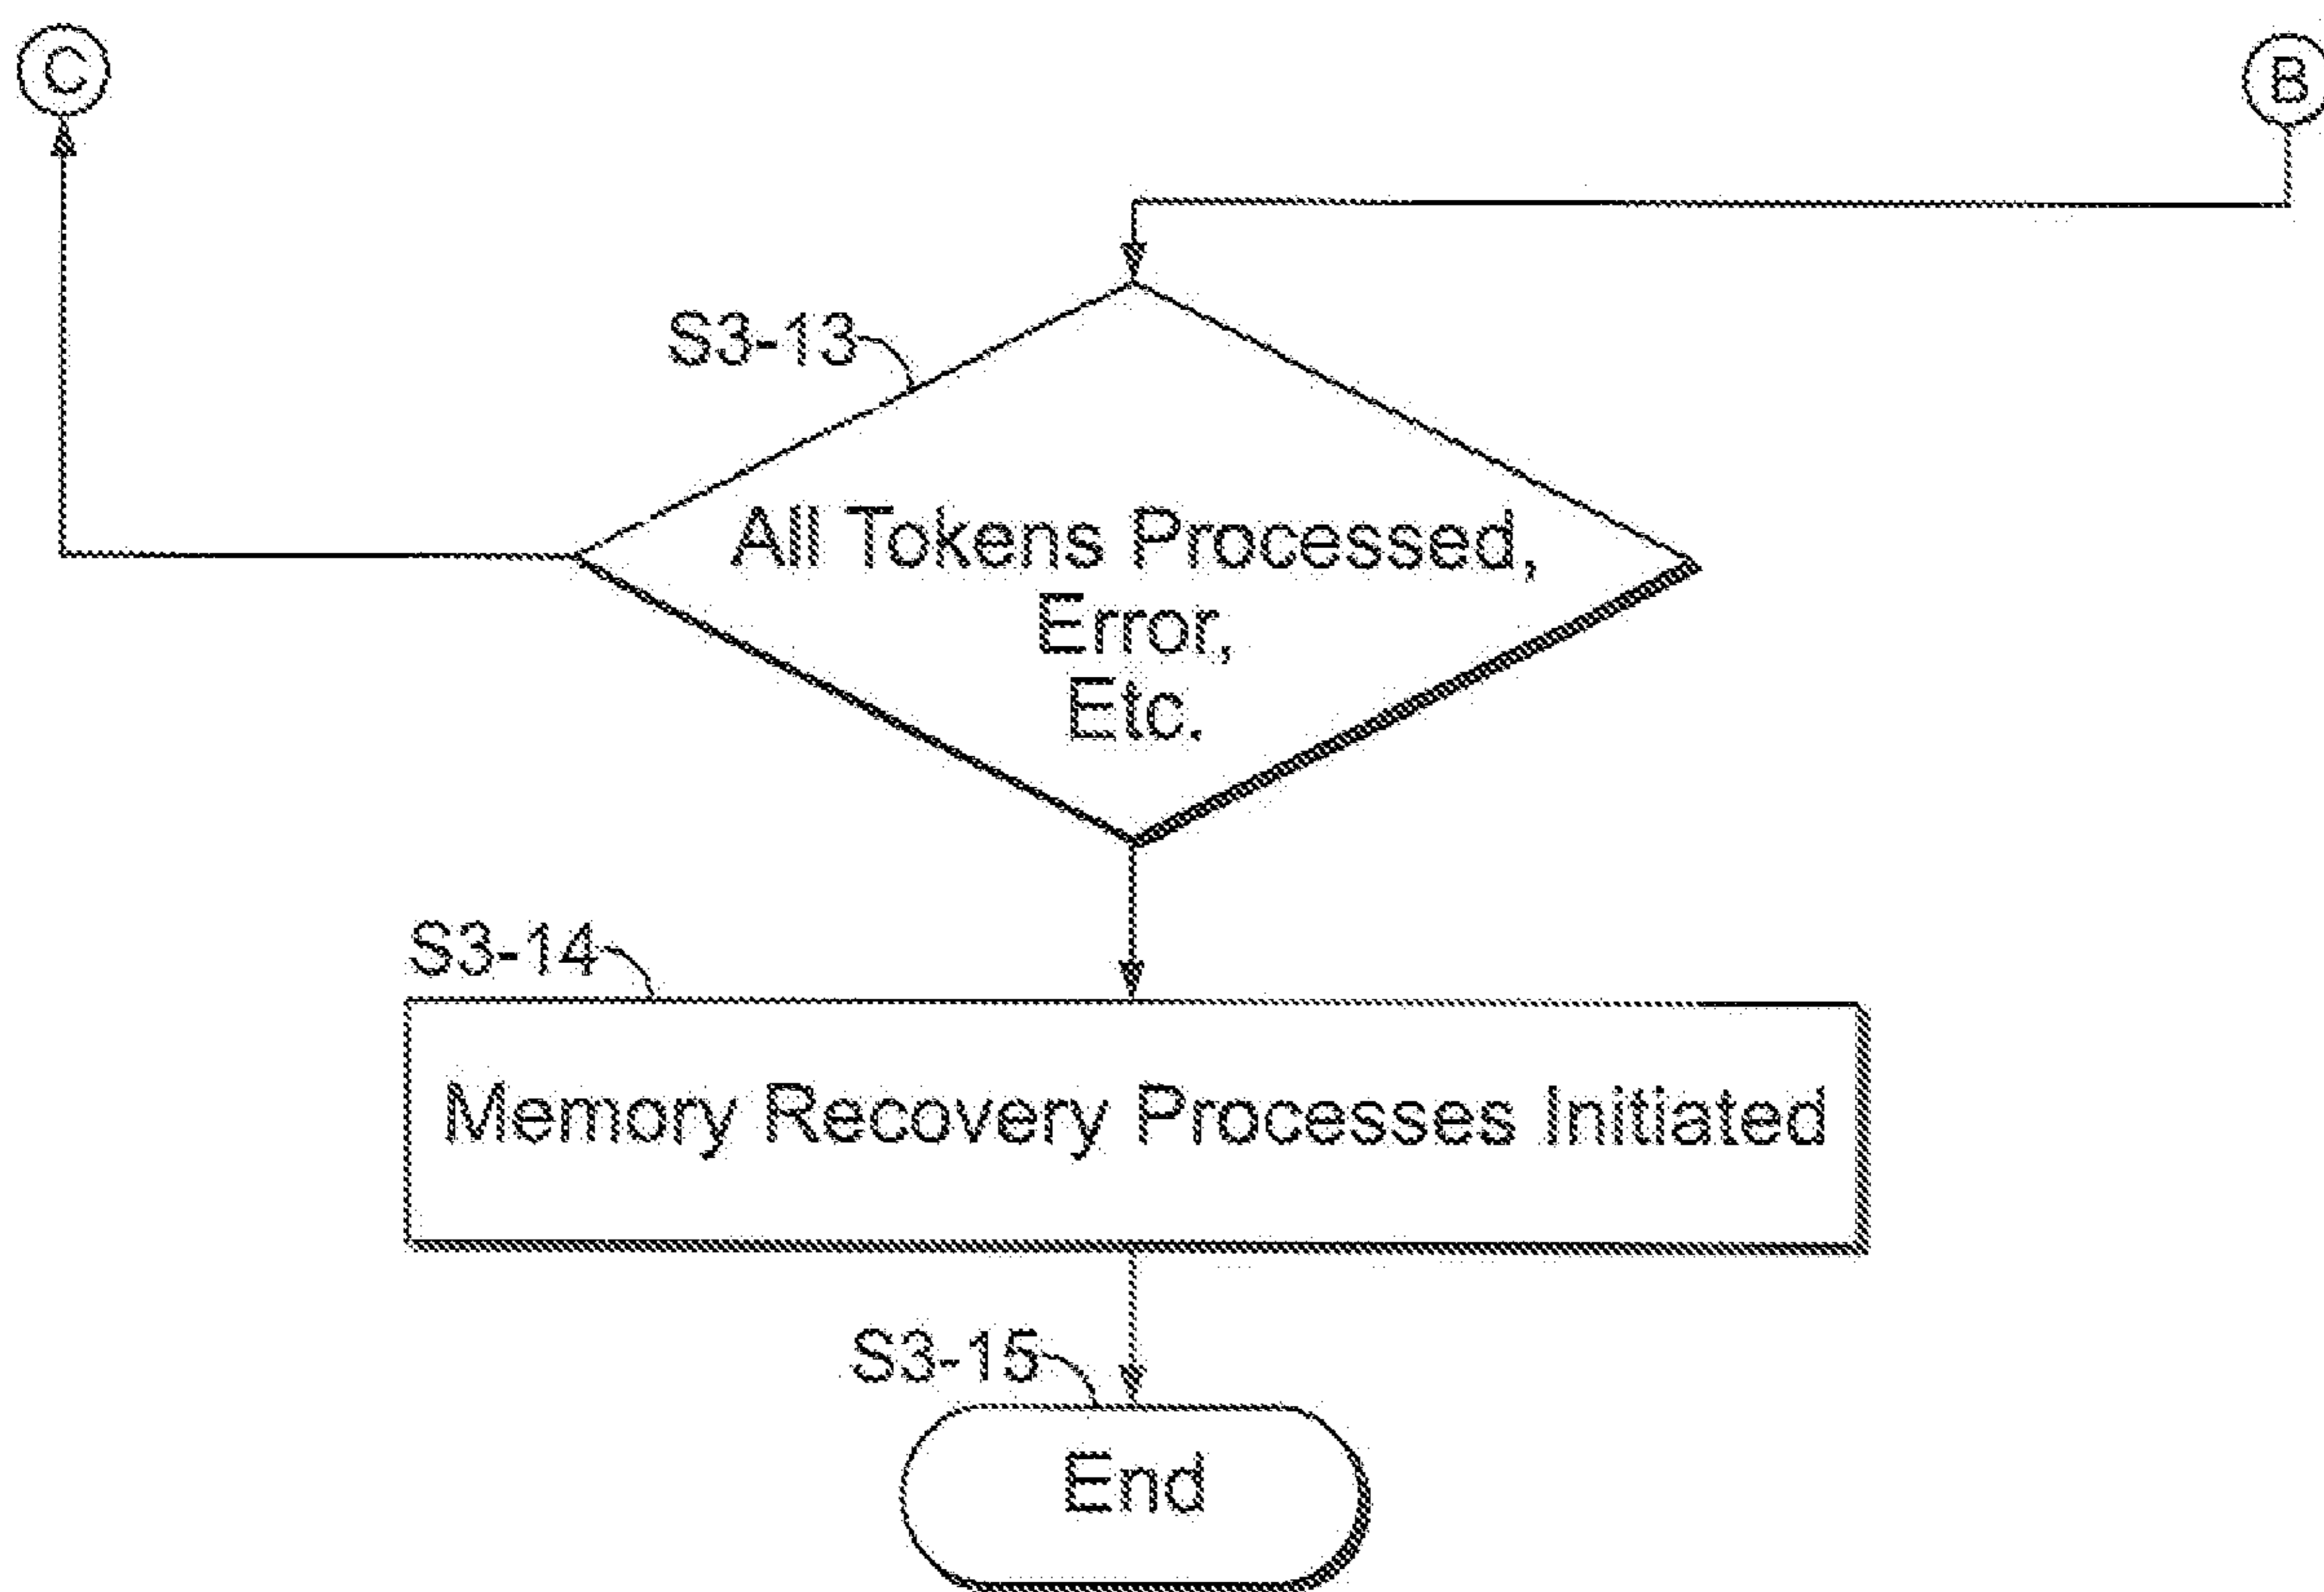 C
B
S3-13
All Tokens Processed,
Error,
Etc.
S3-14
Memory Recovery Processes Initiated
S3-15
End